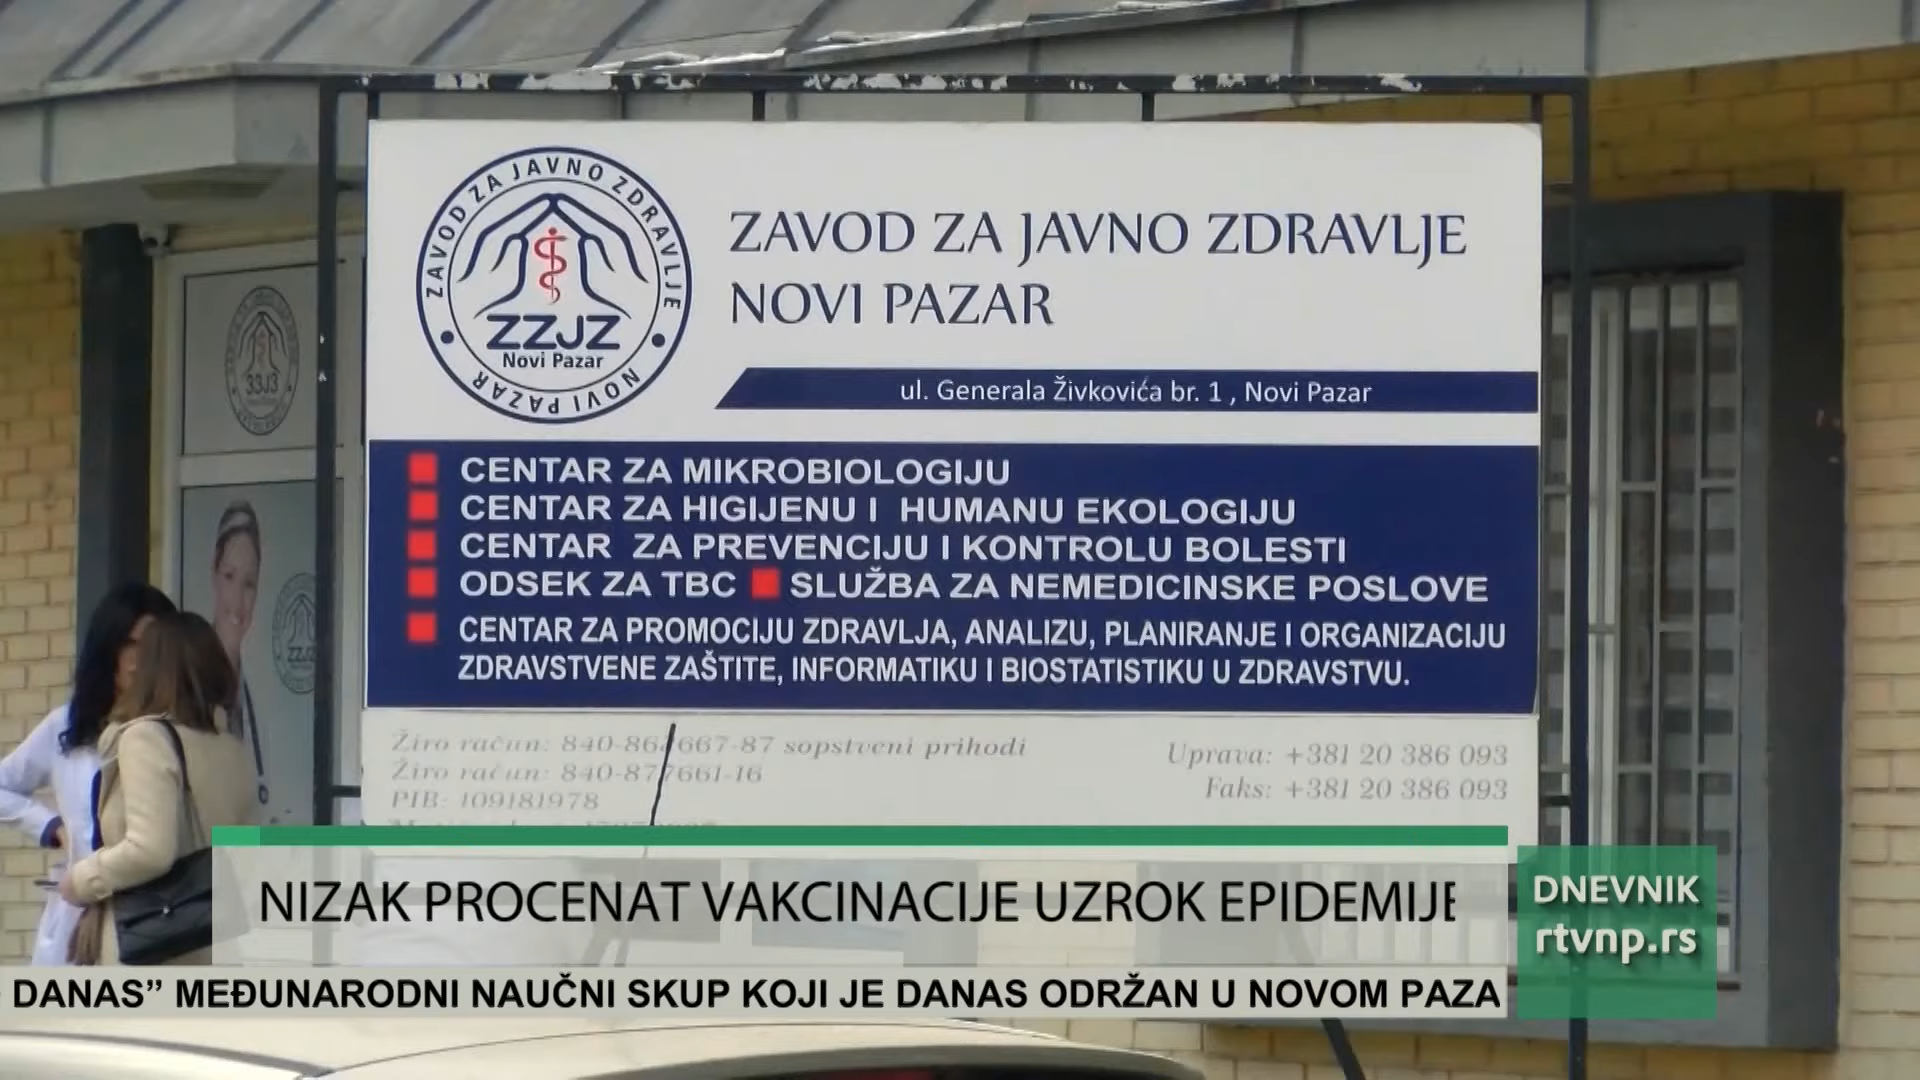 ZAVOD ZA JAVNO ZDRAVLJE
ZZJZ
Novi Pazar
NOVI PAZAR
ZAVOD ZA JAVNO ZDRAVLJE
NOVI PAZAR
ul. Generala Živkovića br. 1 , Novi Pazar
CENTAR ZA MIKROBIOLOGIJU
CENTAR ZA HIGIJENU I HUMANU EKOLOGIJU
CENTAR ZA PREVENCIJU I KONTROLU BOLESTI
ODSEK ZA TBC SLUŽBA ZA NEMEDICINSKE POSLOVE
CENTAR ZA PROMOCIJU ZDRAVLJA, ANALIZU, PLANIRANJE I ORGANIZACIJU
ZDRAVSTVENE ZAŠTITE, INFORMATIKU I BIOSTATISTIKU U ZDRAVSTVU.
Žiro račun: sopstveni prihodi
Žiro račun:
PIB: 109181978
Uprava: +381 20 386 093
Faks: +381 20 386 093
ZZJZ
NIZAK PROCENAT VAKCINACIJE UZROK EPIDEMIJE
DNEVNIK
rtvnp.rs
DANAS” MEĐUNARODNI NAUČNI SKUP KOJI JE DANAS ODRŽAN U NOVOM PAZA